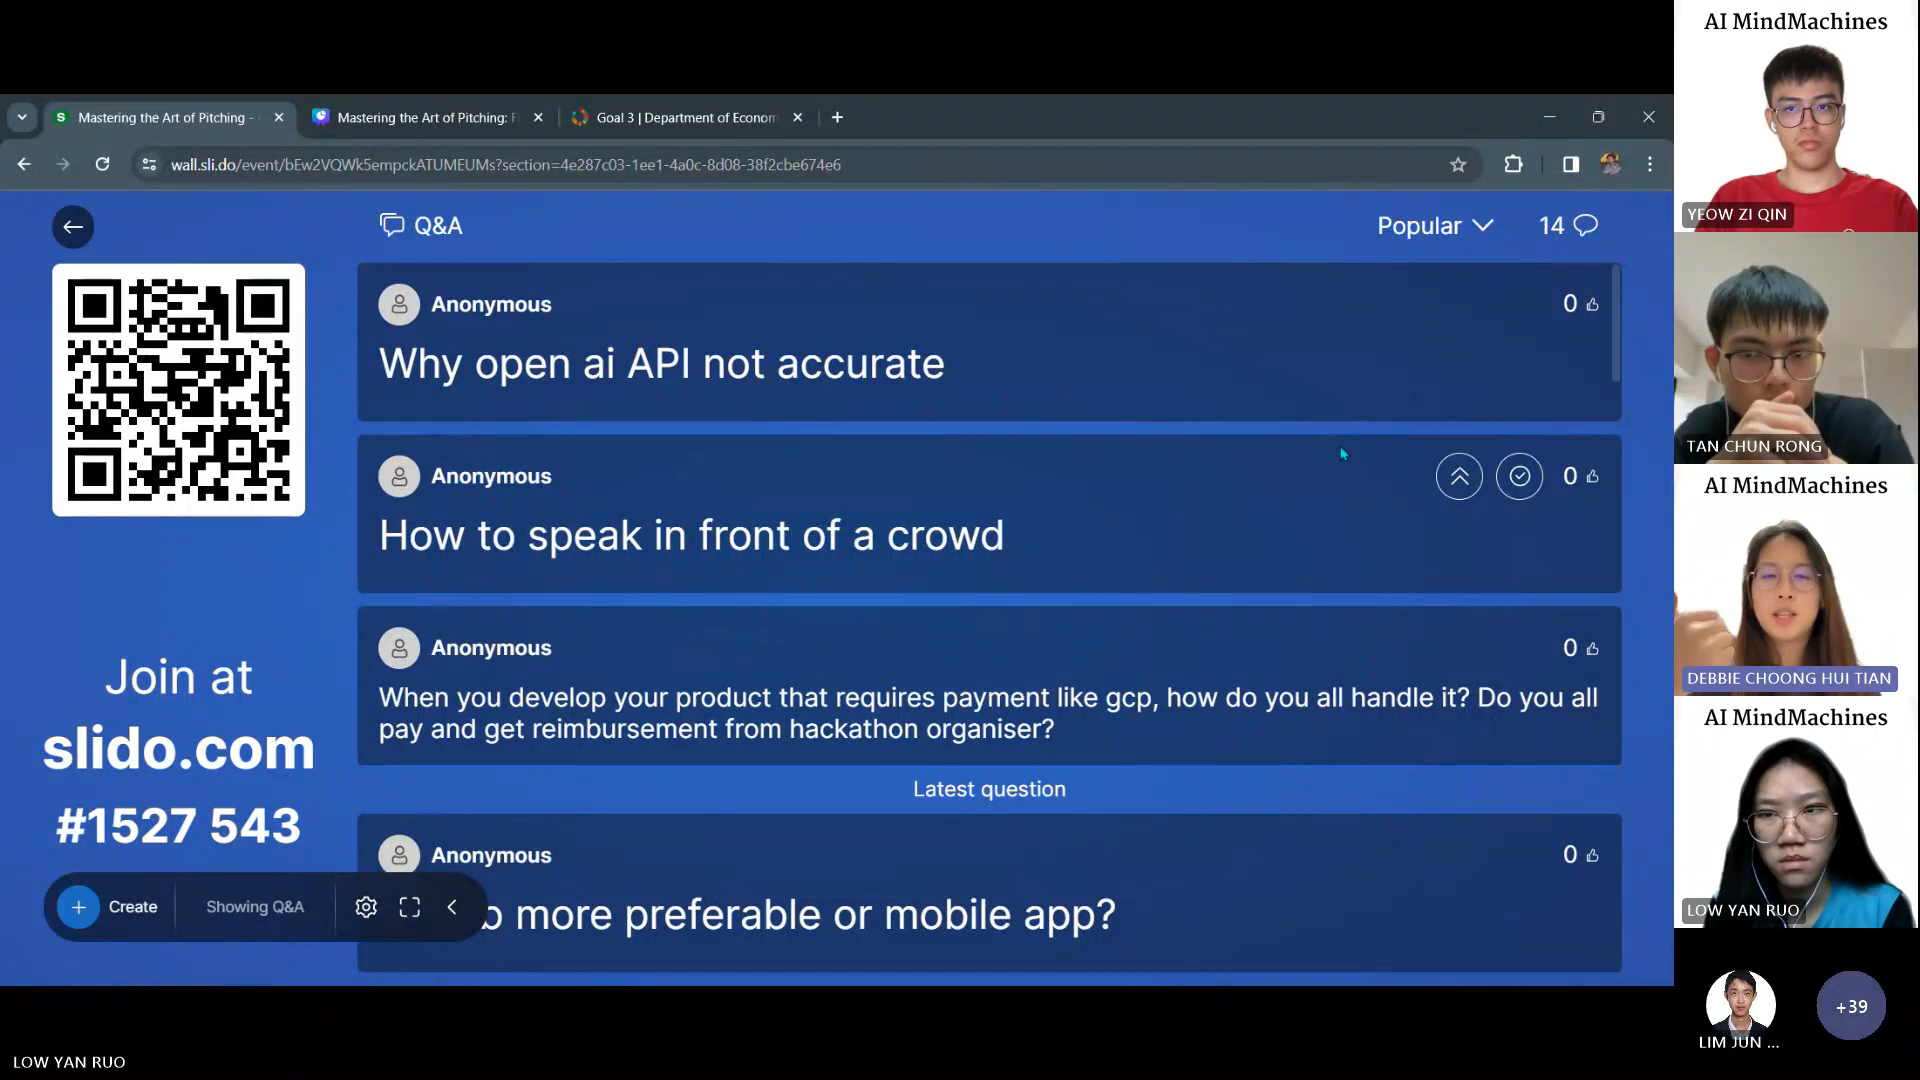 Mastering the Art of Pitching -
Mastering the Art of Pitching: F
Goal 3 | Department of Econom
wall.sli.do/event/bEw2VQWk5empckATUMEUMs?section=4e287c03-1ee1-4a0c-8d08-38f2cbe674e6
Q&A
Popular
14
Anonymous
0
Why open ai API not accurate
Anonymous
0
How to speak in front of a crowd
Anonymous
0
When you develop your product that requires payment like gcp, how do you all handle it? Do you all
pay and get reimbursement from hackathon organiser?
Latest question
Anonymous
0
more preferable or mobile app?
Join at
slido.com
#1527 543
Create
Showing Q&A
LOW YAN RUO
AI MindMachines
YEOW ZI QIN
TAN CHUN RONG
AI MindMachines
DEBBIE CHOONG HUI TIAN
AI MindMachines
LOW YAN RUO
LIM JUN ...
+39